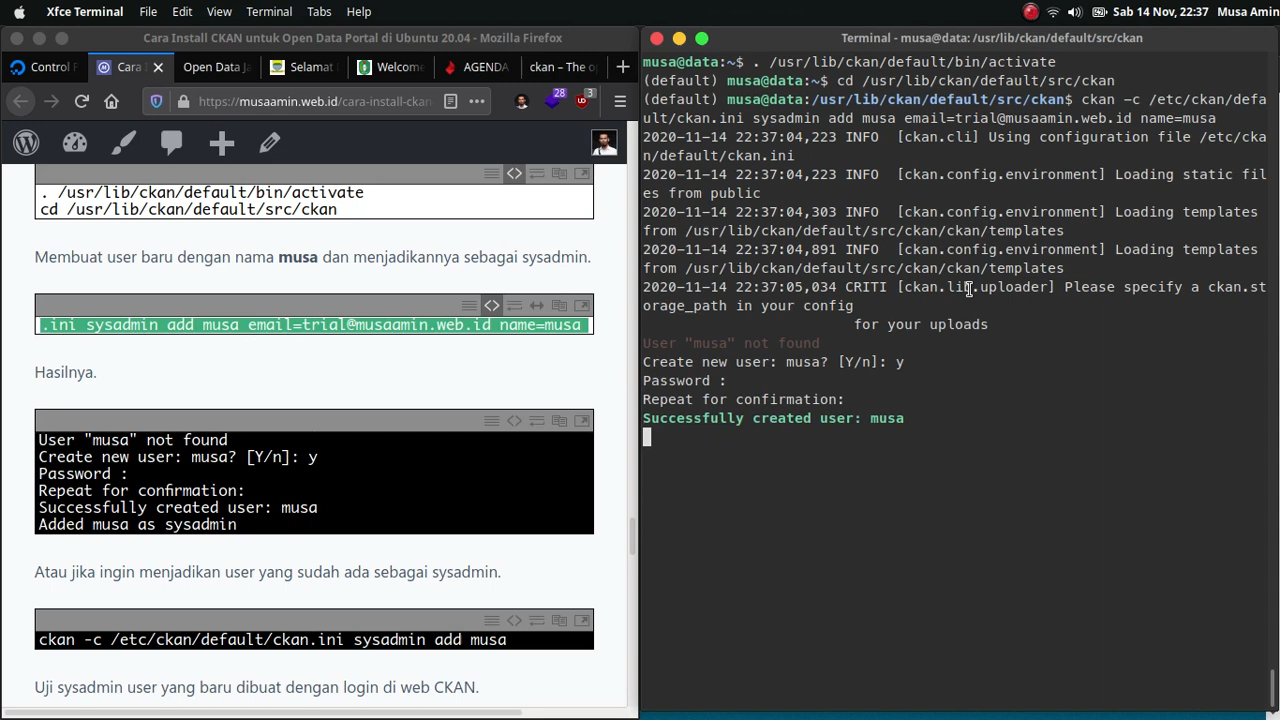 Xfce Terminal File Edit View Terminal Tabs Help
Sab 14 Nov, 22:37 Musa Amin
Cara Install CKAN untuk Open Data Portal di Ubuntu 20.04 - Mozilla Firefox
Control P
Cara I
Open Data Ja
Selamat
Welcome
AGENDA
ckan – The o
https://musaamin.web.id/cara-install-ckan
28
3
. /usr/lib/ckan/default/bin/activate
cd /usr/lib/ckan/default/src/ckan
Membuat user baru dengan nama musa dan menjadikannya sebagai sysadmin.
.ini sysadmin add musa email=trial@musaamin.web.id name=musa
Hasilnya.
User "musa" not found
Create new user: musa? [Y/n]: y
Password :
Repeat for confirmation:
Successfully created user: musa
Added musa as sysadmin
Atau jika ingin menjadikan user yang sudah ada sebagai sysadmin.
ckan -c /etc/ckan/default/ckan.ini sysadmin add musa
Uji sysadmin user yang baru dibuat dengan login di web CKAN.
Terminal - musa@data: /usr/lib/ckan/default/src/ckan
musa@data:~$ . /usr/lib/ckan/default/bin/activate
(default) musa@data:~$ cd /usr/lib/ckan/default/src/ckan
(default) musa@data:/usr/lib/ckan/default/src/ckan$ ckan -c /etc/ckan/defa
ult/ckan.ini sysadmin add musa email=trial@musaamin.web.id name=musa
2020-11-14 22:37:04,223 INFO  [ckan.cli] Using configuration file /etc/cka
n/default/ckan.ini
2020-11-14 22:37:04,223 INFO  [ckan.config.environment] Loading static fil
es from public
2020-11-14 22:37:04,303 INFO  [ckan.config.environment] Loading templates
from /usr/lib/ckan/default/src/ckan/ckan/templates
2020-11-14 22:37:04,891 INFO  [ckan.config.environment] Loading templates
from /usr/lib/ckan/default/src/ckan/ckan/templates
2020-11-14 22:37:05,034 CRITI [ckan.lib.uploader] Please specify a ckan.st
orage_path in your config
for your uploads
User "musa" not found
Create new user: musa? [Y/n]: y
Password :
Repeat for confirmation:
Successfully created user: musa